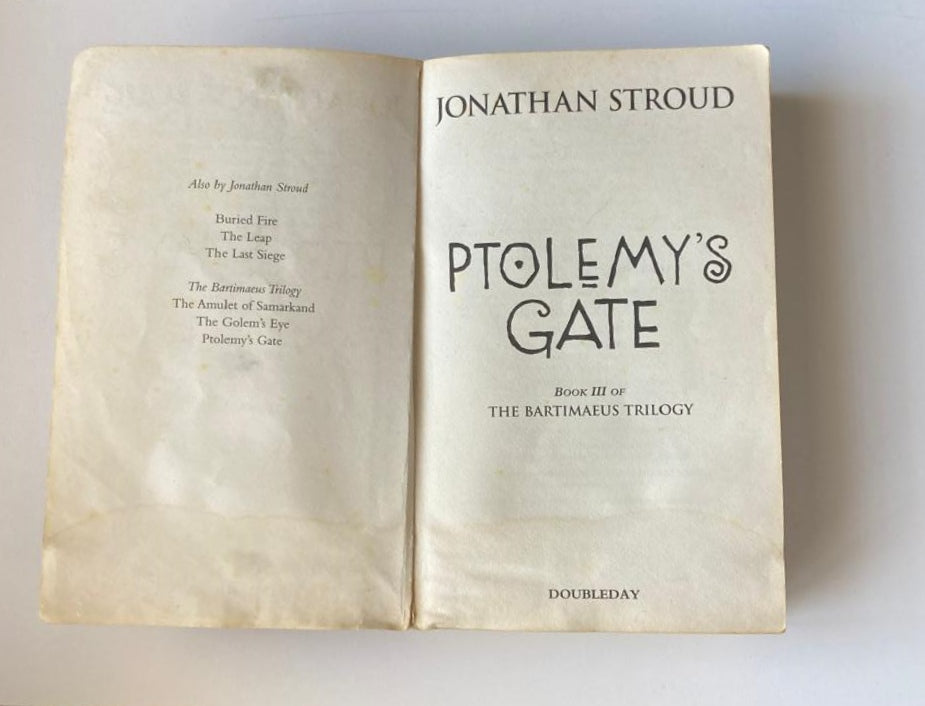 Also by Jonathan Stroud
Buried Fire
The Leap
The Last Siege
The Bartimaeus Trilogy
The Amulet of Samarkand
The Golem's Eye
Ptolemy's Gate
JONATHAN STROUD
PTOLEMY'S
GATE
BOOK III OF
THE BARTIMAEUS TRILOGY
DOUBLEDAY